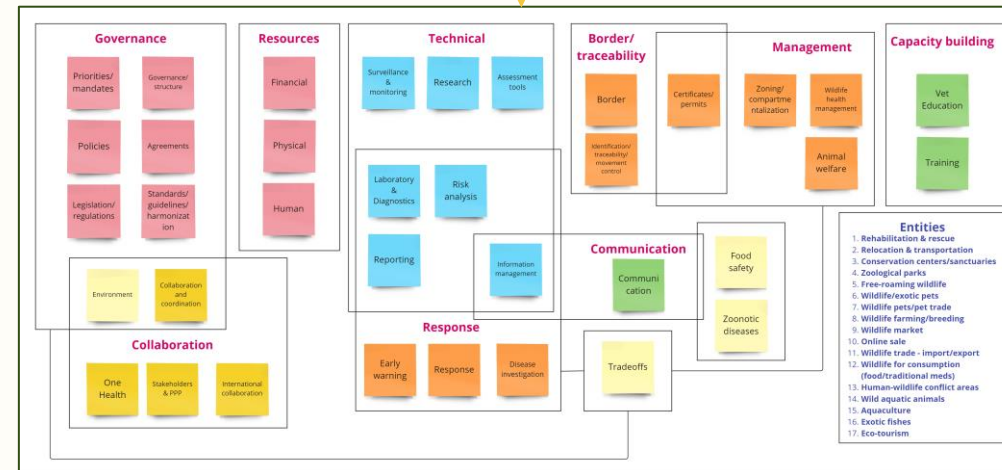 Governance
Priorities/
mandates
Governance/
structure
Policies
Agreements
Legislation/
regulations
Standards/
guidelines/
harmonizat
ion
Resources
Financial
Physical
Human
Technical
Surveillance
&
monitoring
Research
Assessment
tools
Laboratory
&
Diagnostics
Risk
analysis
Reporting
Information
management
Border/
traceability
Border
Identification/
traceability/
movement
control
Certificates/
permits
Management
Zoning/
compartme
ntalization
Wildlife
health
management
Animal
welfare
Capacity building
Vet
Education
Training
Environment
Collaboration
and
coordination
Collaboration
One
Health
Stakeholders
& PPP
International
collaboration
Communication
Communi
cation
Response
Early
warning
Response
Disease
investigation
Tradeoffs
Food
safety
Zoonotic
diseases
Entities
1. Rehabilitation & rescue
2. Relocation & transportation
3. Conservation centers/sanctuaries
4. Zoological parks
5. Free-roaming wildlife
6. Wildlife/exotic pets
7. Wildlife pets/pet trade
8. Wildlife farming/breeding
9. Wildlife market
10. Online sale
11. Wildlife trade - import/export
12. Wildlife for consumption
(food/traditional meds)
13. Human-wildlife conflict areas
14. Wild aquatic animals
15. Aquaculture
16. Exotic fishes
17. Eco-tourism